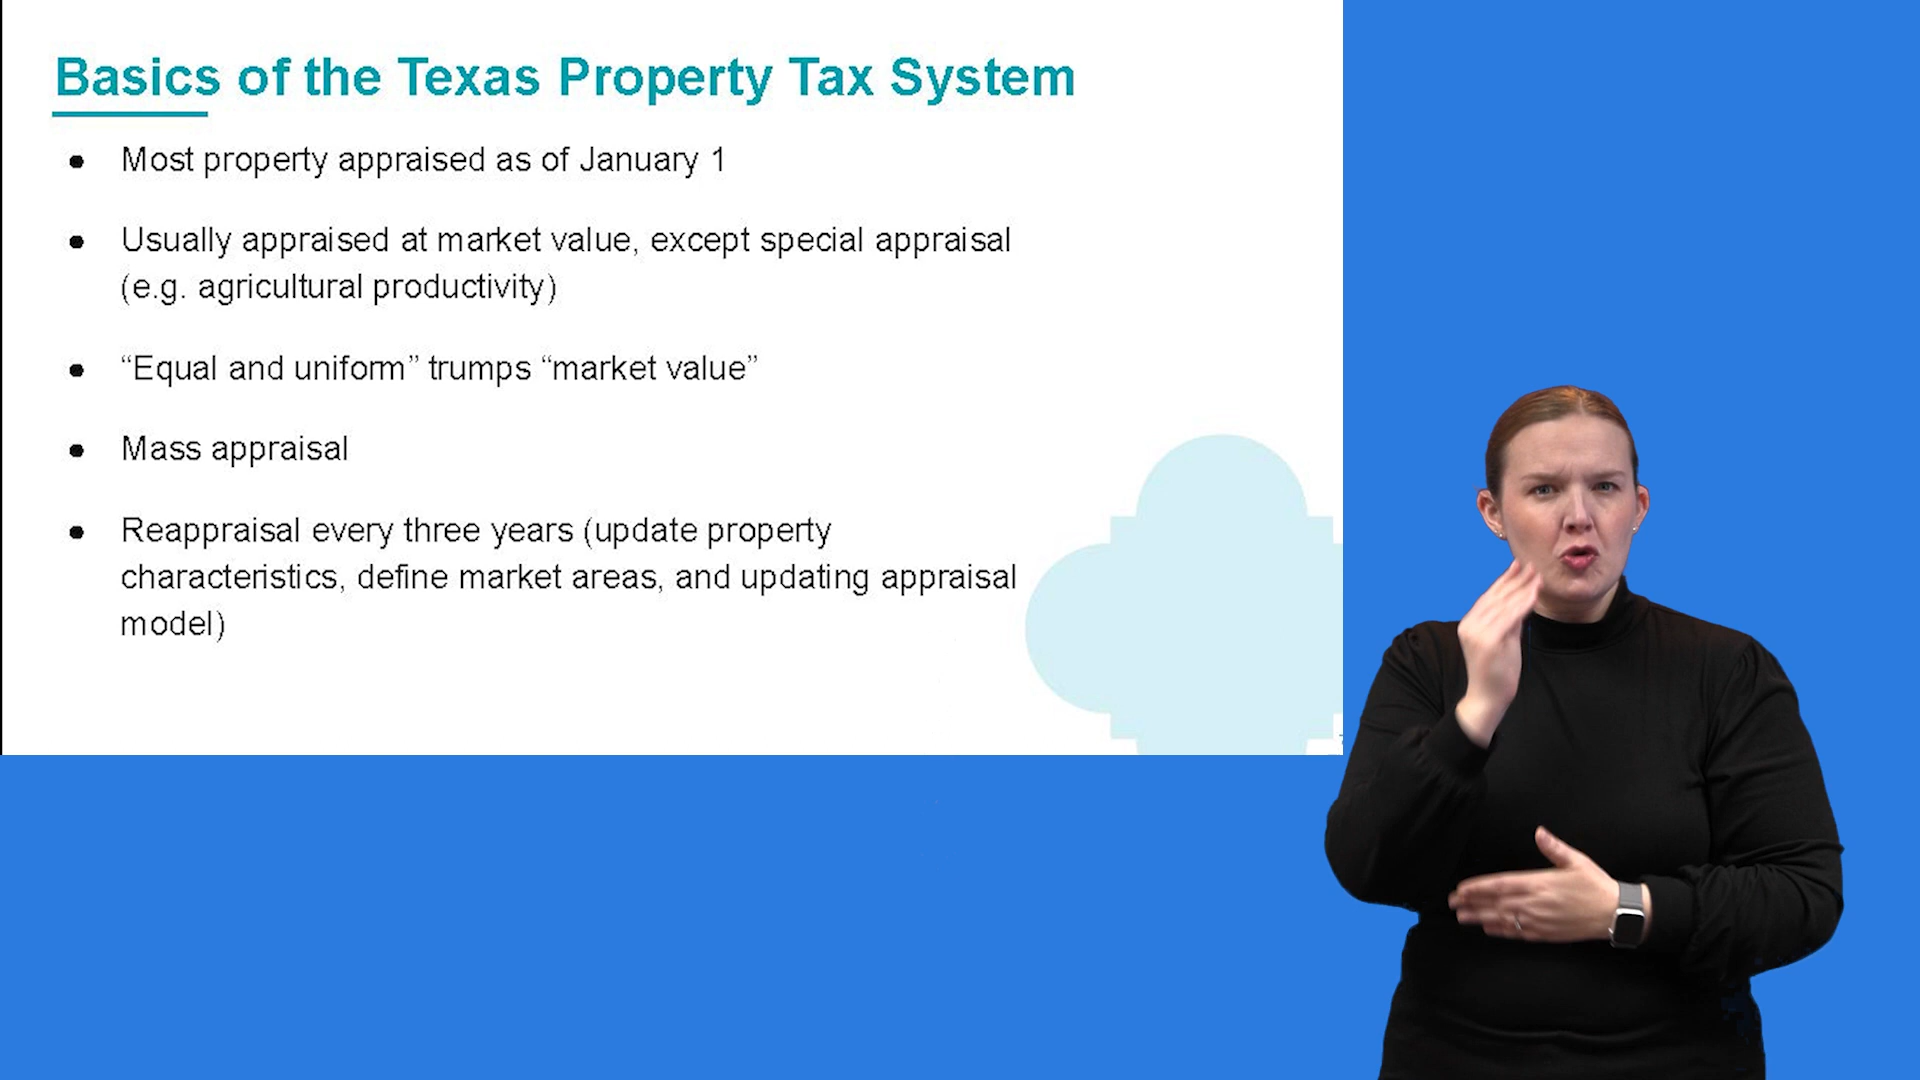 Basics of the Texas Property Tax System
● Most property appraised as of January 1
● Usually appraised at market value, except special appraisal
(e.g. agricultural productivity)
● “Equal and uniform” trumps “market value”
● Mass appraisal
● Reappraisal every three years (update property
characteristics, define market areas, and updating appraisal
model)